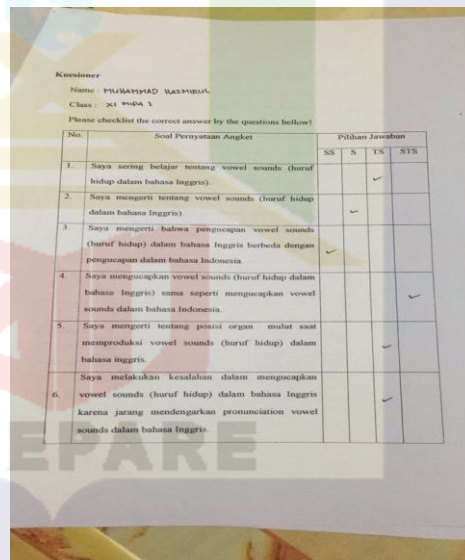 Kuesioner
Name : MUHAMMAD HAZMIRUL
Class : XI MIPA 1
Please checklist the correct answer by the questions bellow!
No. Soal Pernyataan Angket Pilihan Jawaban
SS S TS STS
1. Saya sering belajar tentang vowel sounds (huruf
hidup dalam bahasa Inggris). ✓
2. Saya mengerti tentang vowel sounds (huruf hidup
dalam bahasa Inggris). ✓
3. Saya mengerti bahwa pengucapan vowel sounds
(huruf hidup) dalam bahasa Inggris berbeda dengan
pengucapan dalam bahasa Indonesia. ✓
4. Saya mengucapkan vowel sounds (huruf hidup dalam
bahasa Inggris) sama seperti mengucapkan vowel
sounds dalam bahasa Indonesia. ✓
5. Saya mengerti tentang posisi organ mulut saat
memproduksi vowel sounds (huruf hidup) dalam
bahasa inggris. ✓
Saya melakukan kesalahan dalam mengucapkan
6. vowel sounds (huruf hidup) dalam bahasa Inggris
karena jarang mendengarkan pronunciation vowel
sounds dalam bahasa Inggris. ✓
EPARE